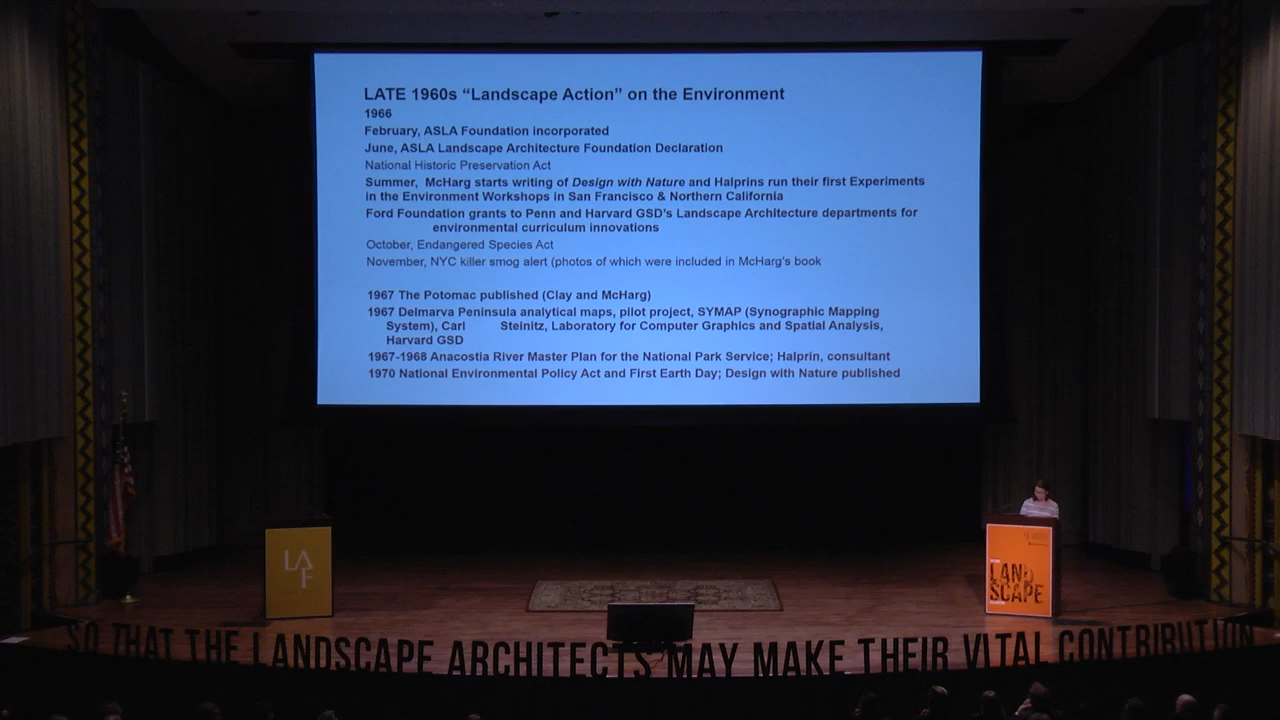 LATE 1960s “Landscape Action” on the Environment
1966
February, ASLA Foundation incorporated
June, ASLA Landscape Architecture Foundation Declaration
National Historic Preservation Act
Summer, McHarg starts writing of Design with Nature and Halprins run their first Experiments
in the Environment Workshops in San Francisco & Northern California
Ford Foundation grants to Penn and Harvard GSD's Landscape Architecture departments for
environmental curriculum innovations
October, Endangered Species Act
November, NYC killer smog alert (photos of which were included in McHarg's book
1967 The Potomac published (Clay and McHarg)
1967 Delmarva Peninsula analytical maps, pilot project, SYMAP (Synographic Mapping
System), Carl Steinitz, Laboratory for Computer Graphics and Spatial Analysis,
Harvard GSD
1967-1968 Anacostia River Master Plan for the National Park Service; Halprin, consultant
1970 National Environmental Policy Act and First Earth Day; Design with Nature published
LA
F
LAND
SCAPE
SO THAT THE LANDSCAPE ARCHITECTS MAY MAKE THEIR VITAL CONTRIBUTION